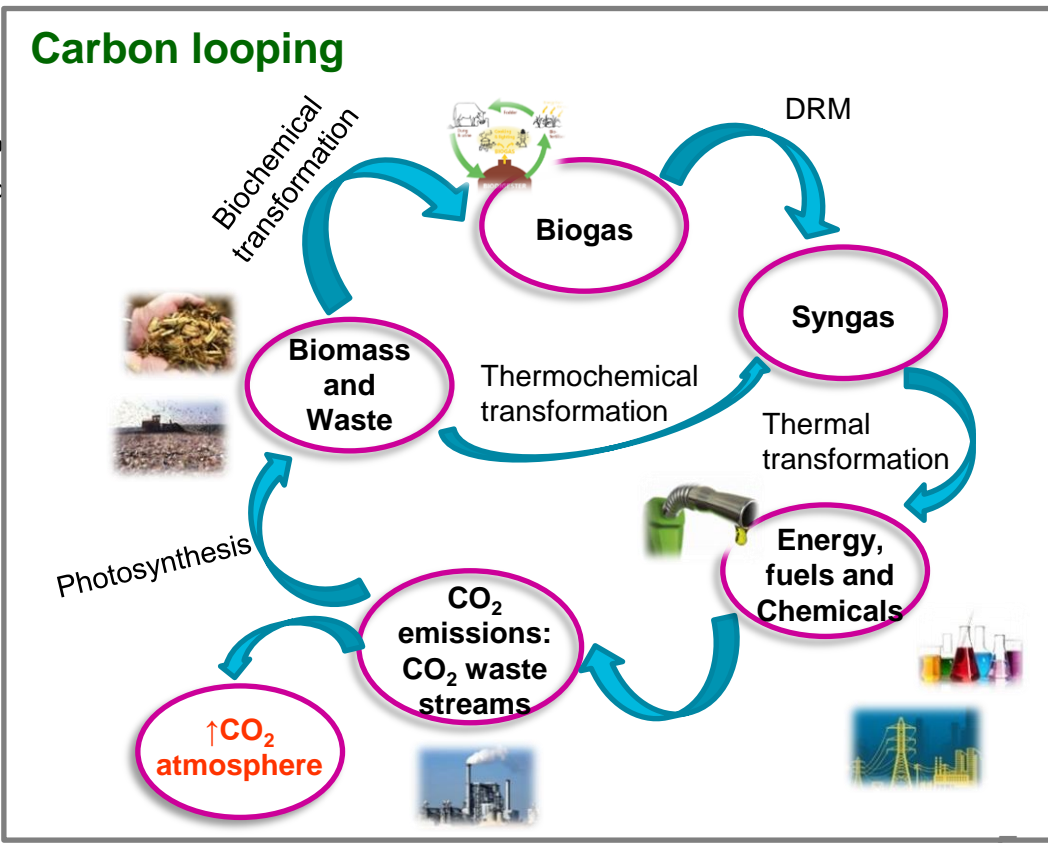 Carbon looping
Biochemical
transformation
DRM
Biogas
Syngas
Biomass
and
Waste
Thermochemical
transformation
Thermal
transformation
Photosynthesis
Energy,
fuels and
Chemicals
CO₂
emissions:
CO₂ waste
streams
↑CO₂
atmosphere